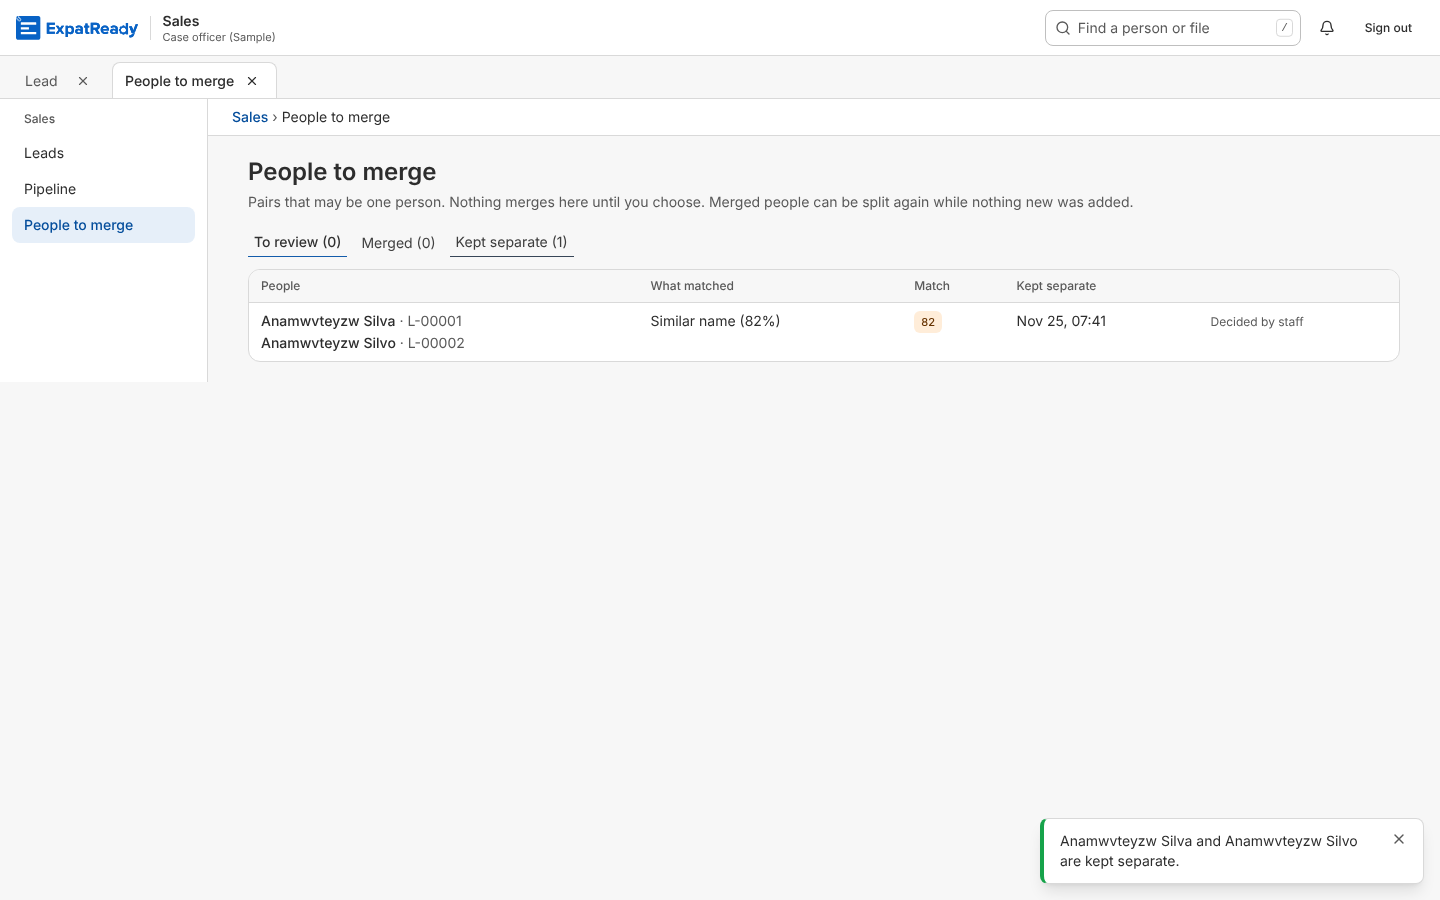 ExpatReady
Sales
Case officer (Sample)
Find a person or file
/
Sign out
Lead
People to merge
Sales
Leads
Pipeline
People to merge
Sales › People to merge
People to merge
Pairs that may be one person. Nothing merges here until you choose. Merged people can be split again while nothing new was added.
To review (0) Merged (0) Kept separate (1)
People What matched Match Kept separate
Anamwvteyzw Silva · L-00001 Similar name (82%) 82 Nov 25, 07:41 Decided by staff
Anamwvteyzw Silvo · L-00002
Anamwvteyzw Silva and Anamwvteyzw Silvo
are kept separate.